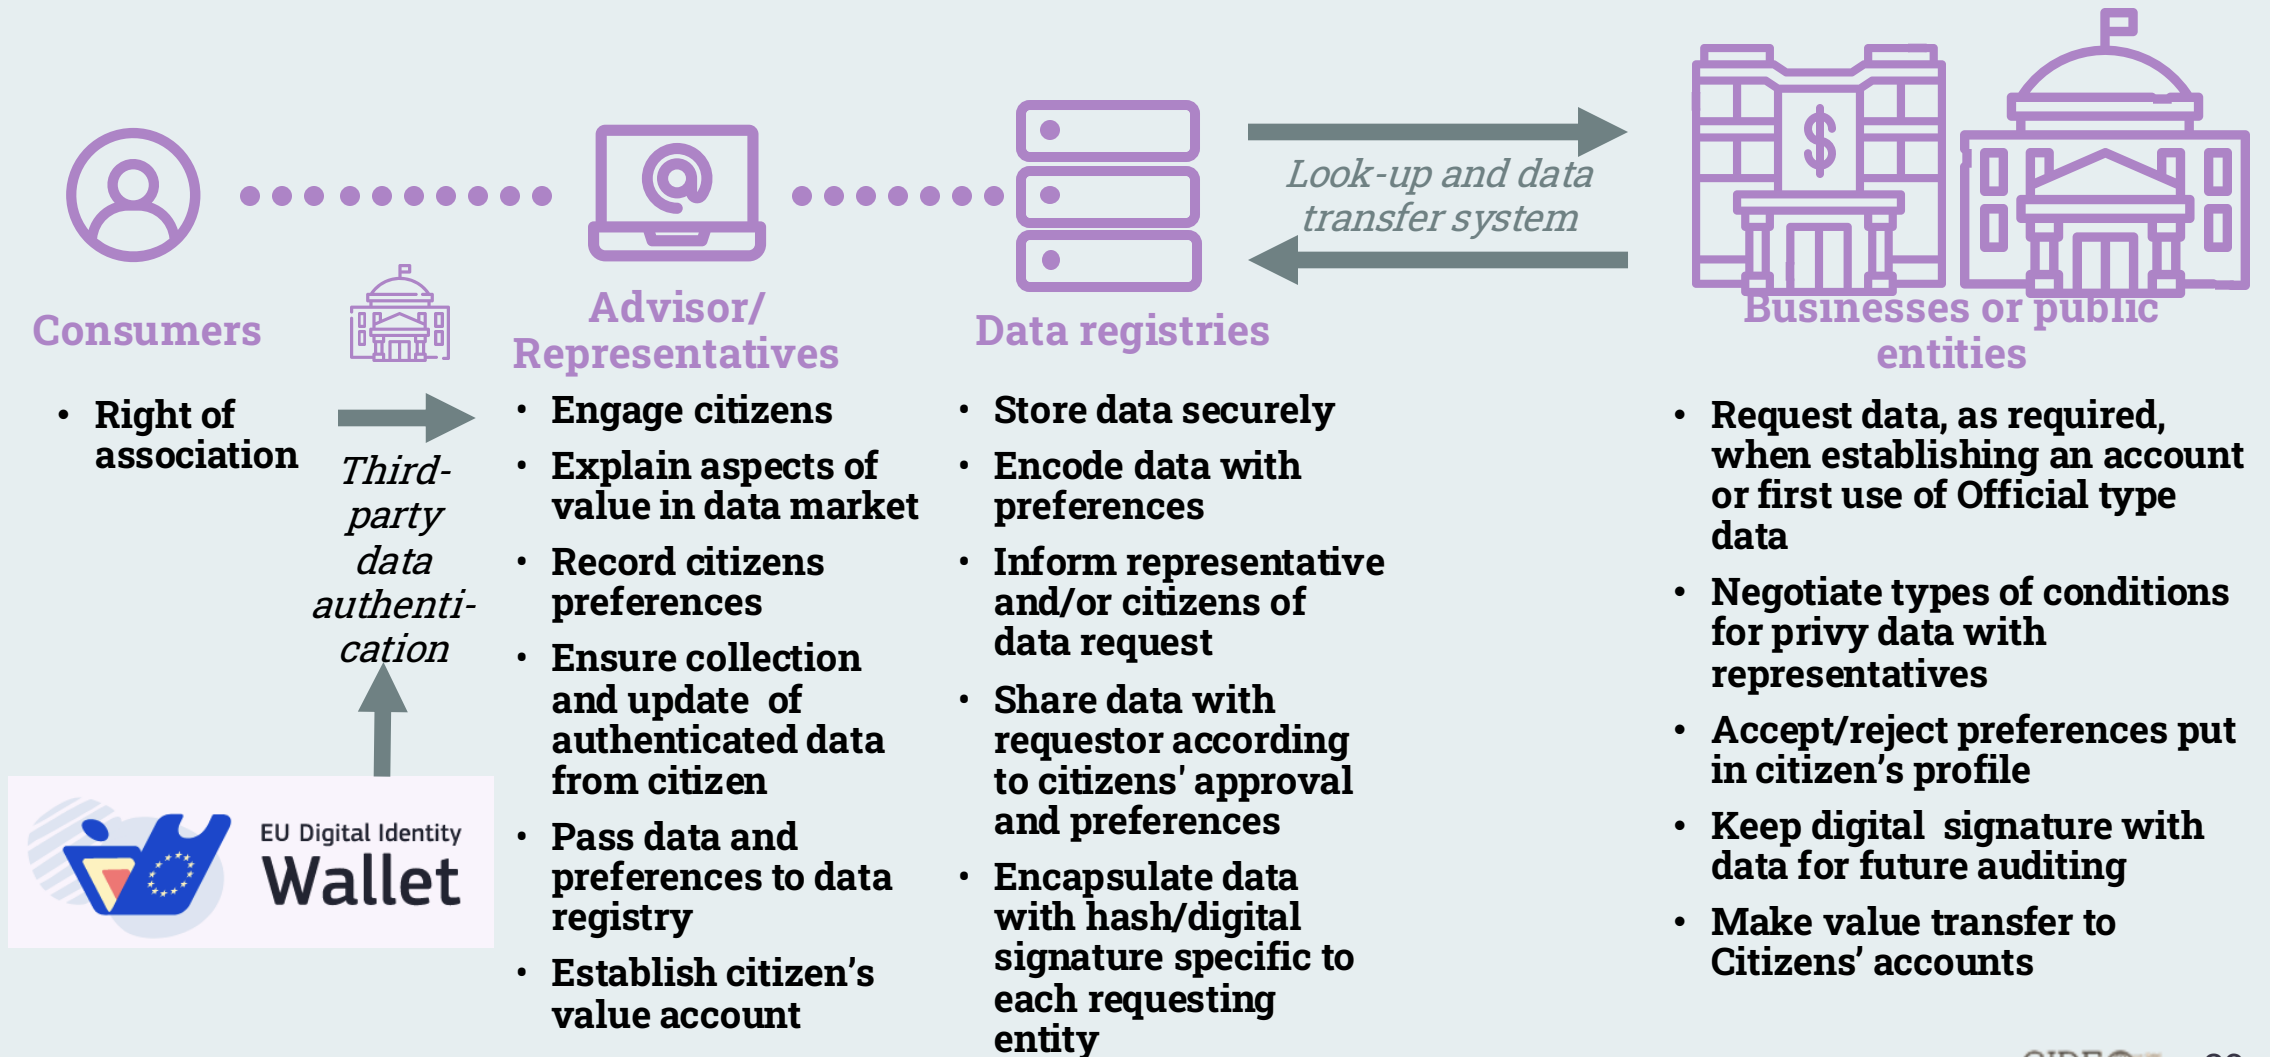 Look-up and data
transfer system
Consumers
Advisor/
Representatives
Data registries
Businesses or public
entities
• Right of
association
Third-
party
data
authenti-
cation
EU Digital Identity
Wallet
• Engage citizens
• Explain aspects of
value in data market
• Record citizens
preferences
• Ensure collection
and update  of
authenticated data
from citizen
• Pass data and
preferences to data
registry
• Establish citizen’s
value account
• Store data securely
• Encode data with
preferences
• Inform representative
and/or citizens of
data request
• Share data with
requestor according
to citizens' approval
and preferences
• Encapsulate data
with hash/digital
signature specific to
each requesting
entity
• Request data, as required,
when establishing an account
or first use of Official type
data
• Negotiate types of conditions
for privy data with
representatives
• Accept/reject preferences put
in citizen’s profile
• Keep digital  signature with
data for future auditing
• Make value transfer to
Citizens’ accounts